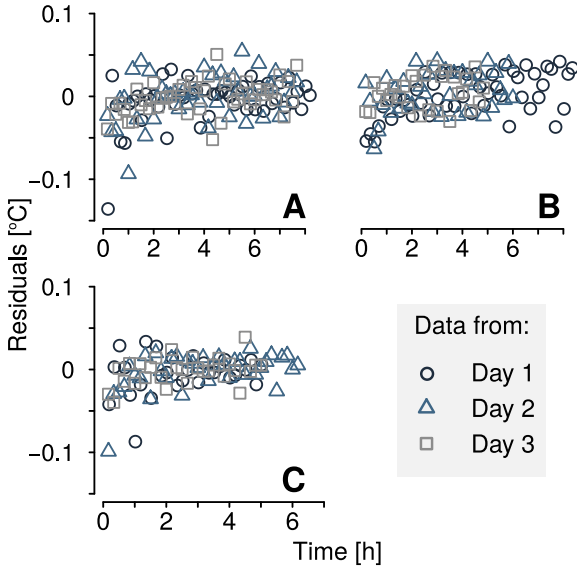 0.1
0
−0.1
A
0 2 4 6
B
0 2 4 6 8
Residuals [°C]
0.1
0
−0.1
C
0 2 4 6
Time [h]
Data from:
Day 1
Day 2
Day 3